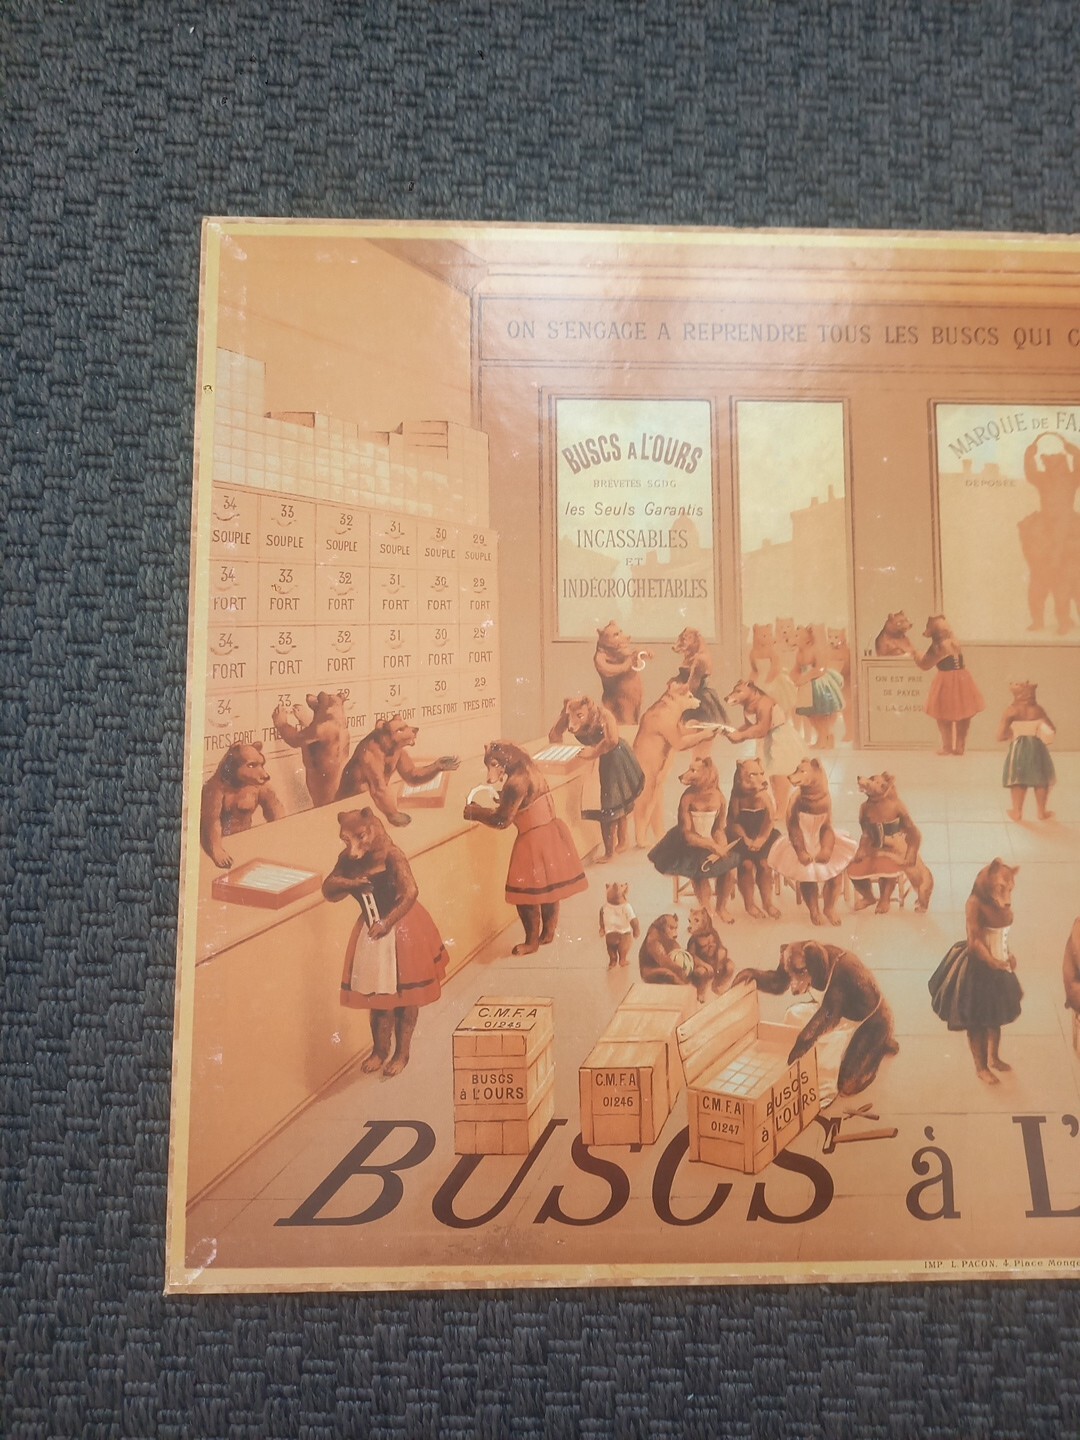 ON S'ENGAGE A REPRENDRE TOUS LES BUSCS QUI C
BUSCS A L'OURS
BREVETES SGDG
les Seuls Garantis
INCASSABLES
ET
INDÉCROCHETABLES
MARQUE DE FA
DEPOSÉE
34 33 32 31 30 29
SOUPLE SOUPLE SOUPLE SOUPLE SOUPLE SOUPLE
34 33 32 31 30 29
FORT FORT FORT FORT FORT FORT
34 33 32 31 30 29
FORT FORT FORT FORT FORT FORT
34 33 32 31 30 29
TRES FORT TRES FORT TRES FORT TRES FORT TRES FORT
ON EST PRIÉ
DE PAYER
A LA CAISSE
C.M.F.A
01245
BUSCS
à L'OURS
C.M.F.A
01246
C.M.F.A
01247
BUSCS
à L'OURS
BUSCS à L'
IMP. L. PACON, 4, Place Monge